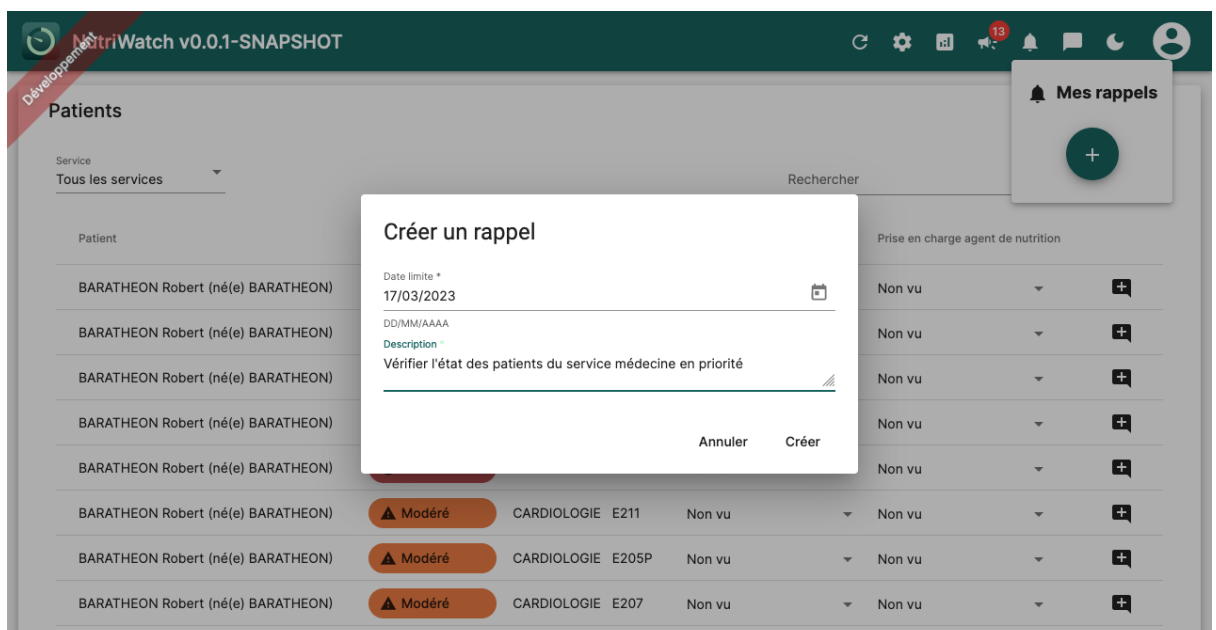 NutriWatch v0.0.1-SNAPSHOT
13
Développement
Mes rappels
+
Patients
Service
Tous les services
Rechercher
Créer un rappel
Date limite *
17/03/2023
DD/MM/AAAA
Description *
Vérifier l'état des patients du service médecine en priorité
Annuler
Créer
Patient
Prise en charge agent de nutrition
BARATHEON Robert (né(e) BARATHEON)
Non vu
BARATHEON Robert (né(e) BARATHEON)
Non vu
BARATHEON Robert (né(e) BARATHEON)
Non vu
BARATHEON Robert (né(e) BARATHEON)
Non vu
BARATHEON Robert (né(e) BARATHEON)
Non vu
BARATHEON Robert (né(e) BARATHEON) Modéré CARDIOLOGIE E211 Non vu Non vu
BARATHEON Robert (né(e) BARATHEON) Modéré CARDIOLOGIE E205P Non vu Non vu
BARATHEON Robert (né(e) BARATHEON) Modéré CARDIOLOGIE E207 Non vu Non vu